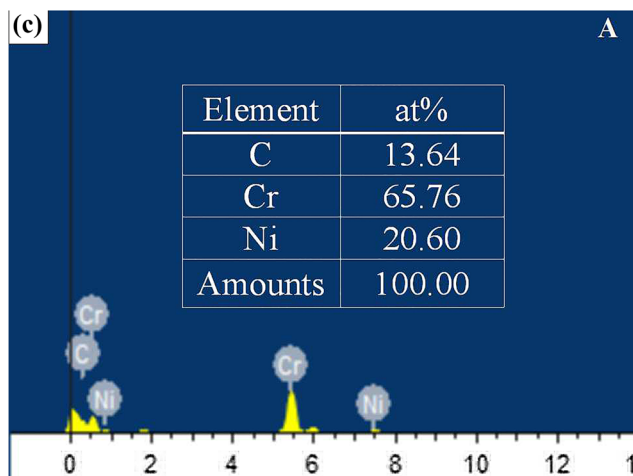 (c) A
Element at%
C 13.64
Cr 65.76
Ni 20.60
Amounts 100.00
Cr
C
Ni
Cr
Ni
0 2 4 6 8 10 12 1